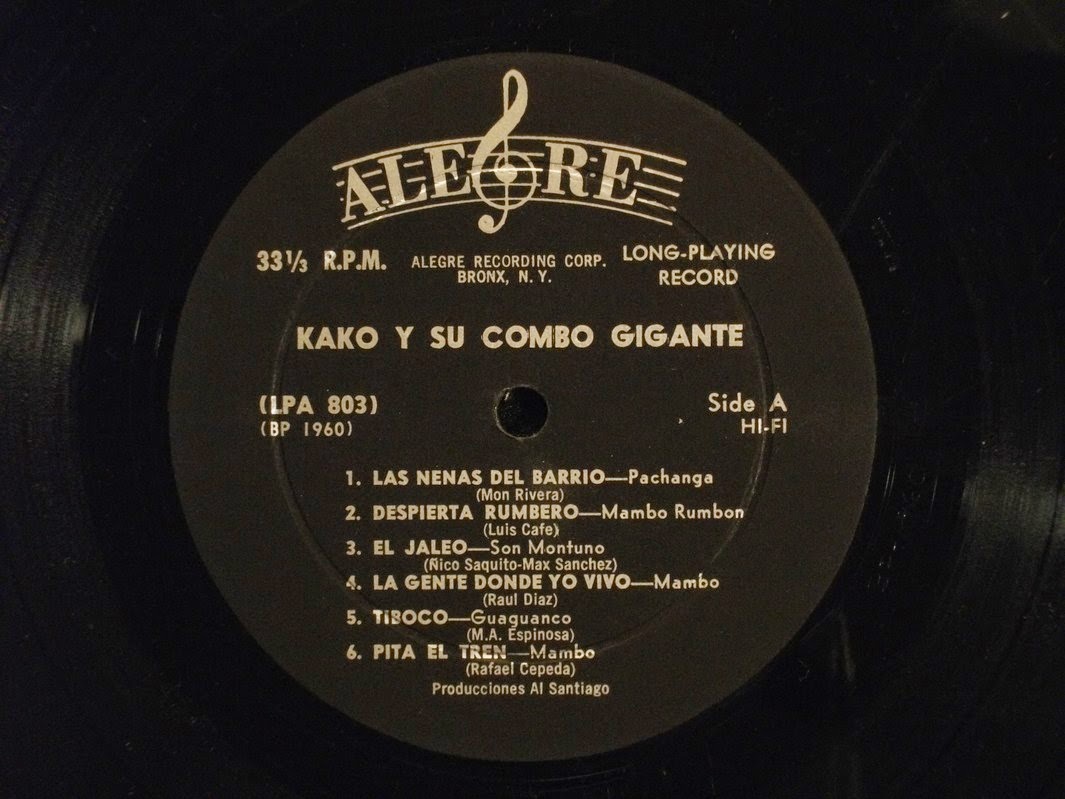 ALEGRE
33⅓ R.P.M. ALEGRE RECORDING CORP. LONG-PLAYING
BRONX, N. Y. RECORD
KAKO Y SU COMBO GIGANTE
(LPA 803) Side A
(BP 1960) HI-FI
1. LAS NENAS DEL BARRIO—Pachanga
(Mon Rivera)
2. DESPIERTA RUMBERO—Mambo Rumbon
(Luis Cafe)
3. EL JALEO—Son Montuno
(Ñico Saquito-Max Sanchez)
4. LA GENTE DONDE YO VIVO—Mambo
(Raul Diaz)
5. TIBOCO—Guaguanco
(M.A. Espinosa)
6. PITA EL TREN—Mambo
(Rafael Cepeda)
Producciones Al Santiago